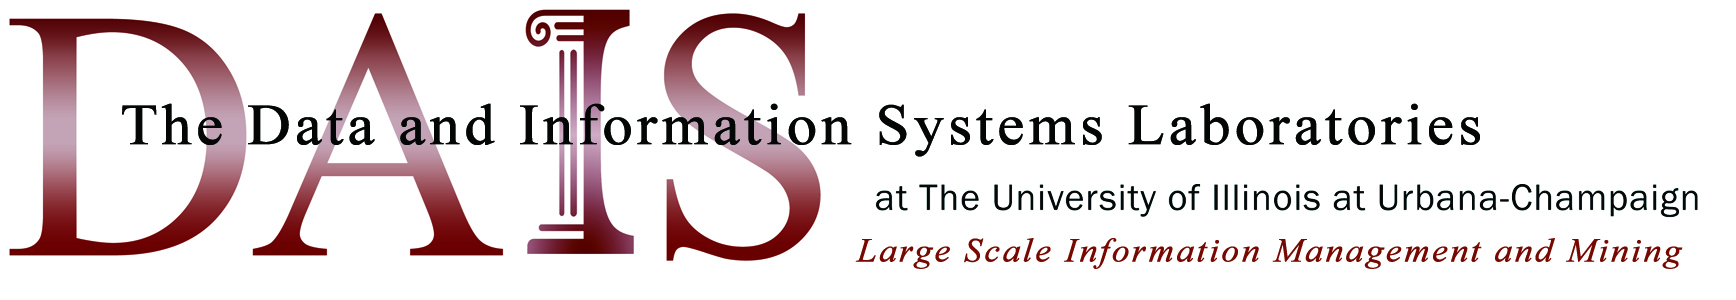 DAIS
The Data and Information Systems Laboratories
at The University of Illinois at Urbana-Champaign
Large Scale Information Management and Mining